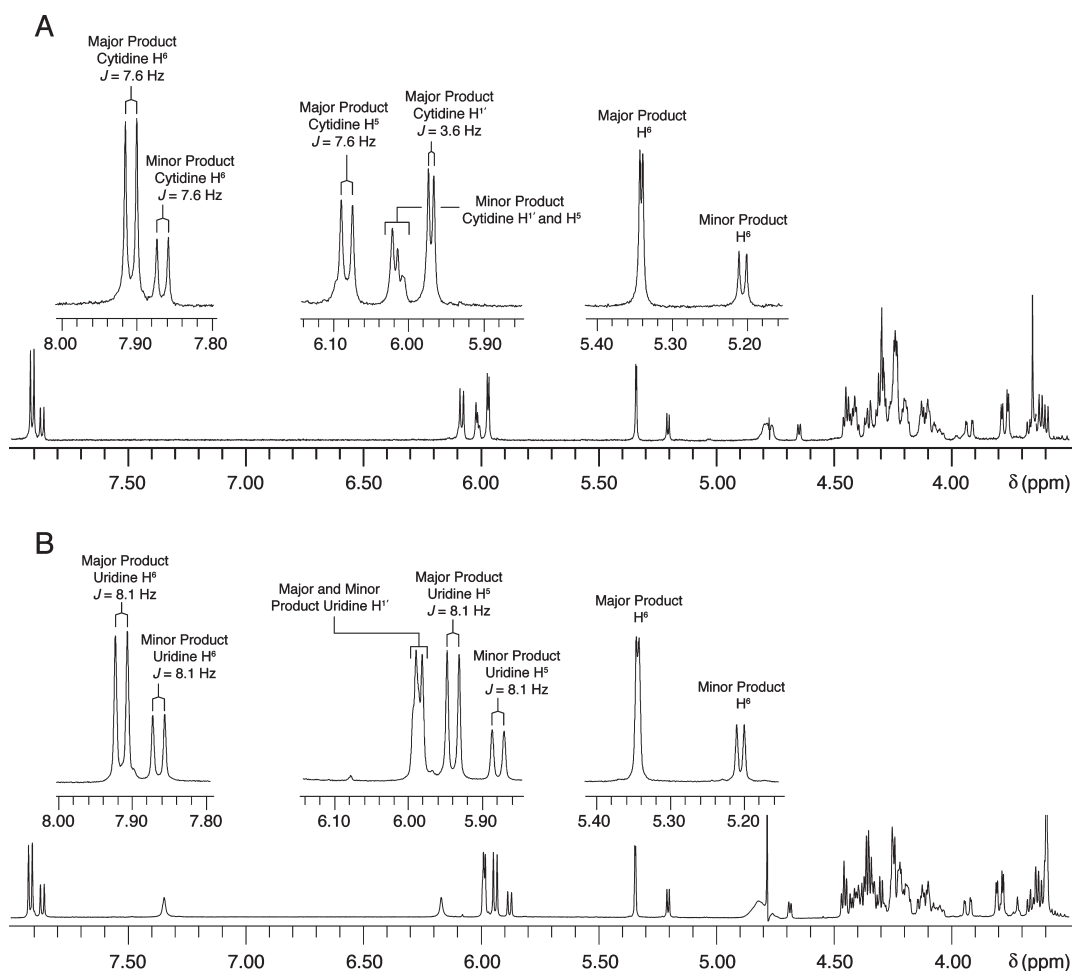 A
Major Product
Cytidine H⁶
J = 7.6 Hz
Minor Product
Cytidine H⁶
J = 7.6 Hz
Major Product
Cytidine H⁵
J = 7.6 Hz
Major Product
Cytidine H¹′
J = 3.6 Hz
Minor Product
Cytidine H¹′ and H⁵
Major Product
H⁶
Minor Product
H⁶
8.00 7.90 7.80
6.10 6.00 5.90
5.40 5.30 5.20
7.50 7.00 6.50 6.00 5.50 5.00 4.50 4.00 δ (ppm)
B
Major Product
Uridine H⁶
J = 8.1 Hz
Minor Product
Uridine H⁶
J = 8.1 Hz
Major and Minor
Product Uridine H¹′
Major Product
Uridine H⁵
J = 8.1 Hz
Minor Product
Uridine H⁵
J = 8.1 Hz
Major Product
H⁶
Minor Product
H⁶
8.00 7.90 7.80
6.10 6.00 5.90
5.40 5.30 5.20
7.50 7.00 6.50 6.00 5.50 5.00 4.50 4.00 δ (ppm)